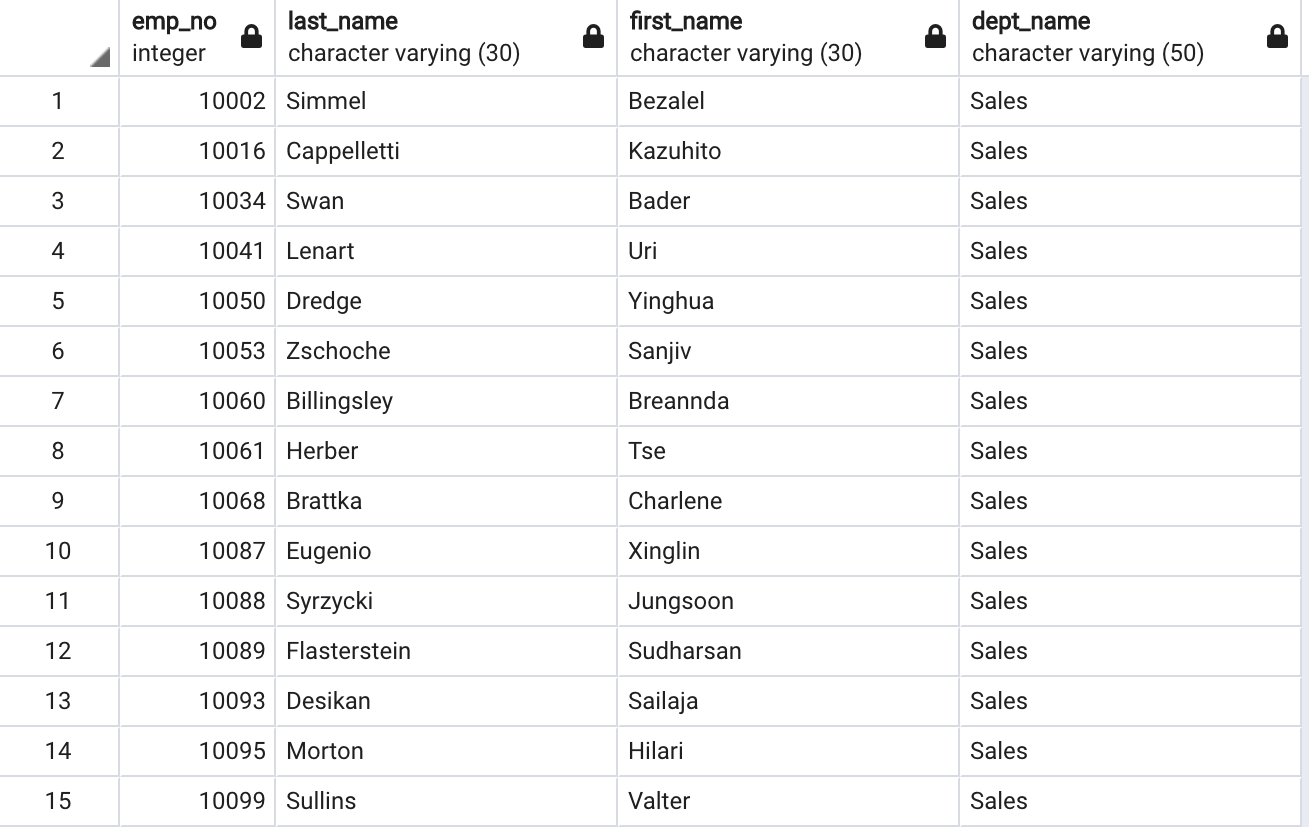 emp_no last_name first_name dept_name
integer character varying (30) character varying (30) character varying (50)
1 10002 Simmel Bezalel Sales
2 10016 Cappelletti Kazuhito Sales
3 10034 Swan Bader Sales
4 10041 Lenart Uri Sales
5 10050 Dredge Yinghua Sales
6 10053 Zschoche Sanjiv Sales
7 10060 Billingsley Breannda Sales
8 10061 Herber Tse Sales
9 10068 Brattka Charlene Sales
10 10087 Eugenio Xinglin Sales
11 10088 Syrzycki Jungsoon Sales
12 10089 Flasterstein Sudharsan Sales
13 10093 Desikan Sailaja Sales
14 10095 Morton Hilari Sales
15 10099 Sullins Valter Sales